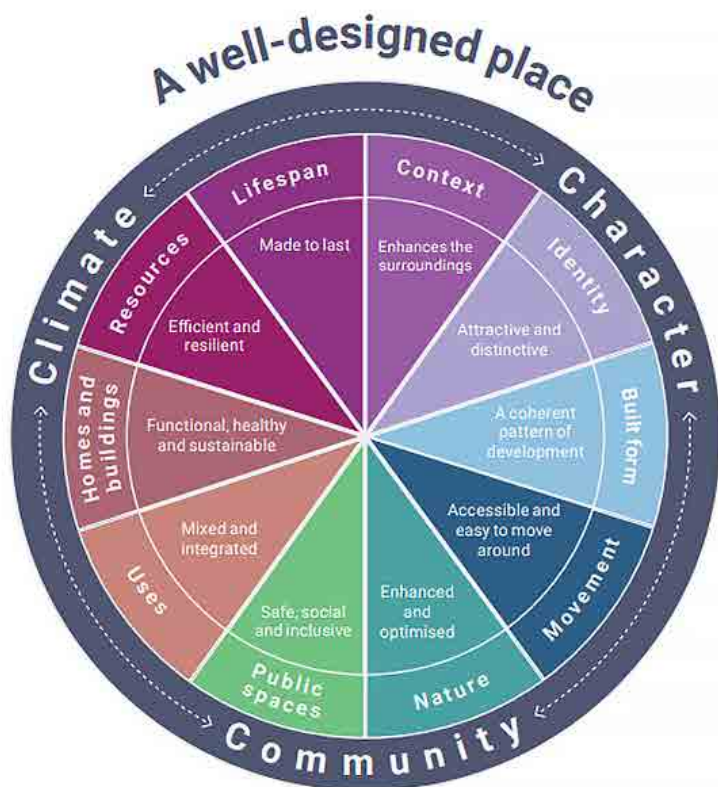 A well-designed place
Climate
Character
Community
Context
Enhances the
surroundings
Identity
Attractive and
distinctive
Built form
A coherent
pattern of
development
Movement
Accessible and
easy to move
around
Nature
Enhanced
and
optimised
Public
spaces
Safe, social
and inclusive
Uses
Mixed and
integrated
Homes and
buildings
Functional, healthy
and sustainable
Resources
Efficient and
resilient
Lifespan
Made to last